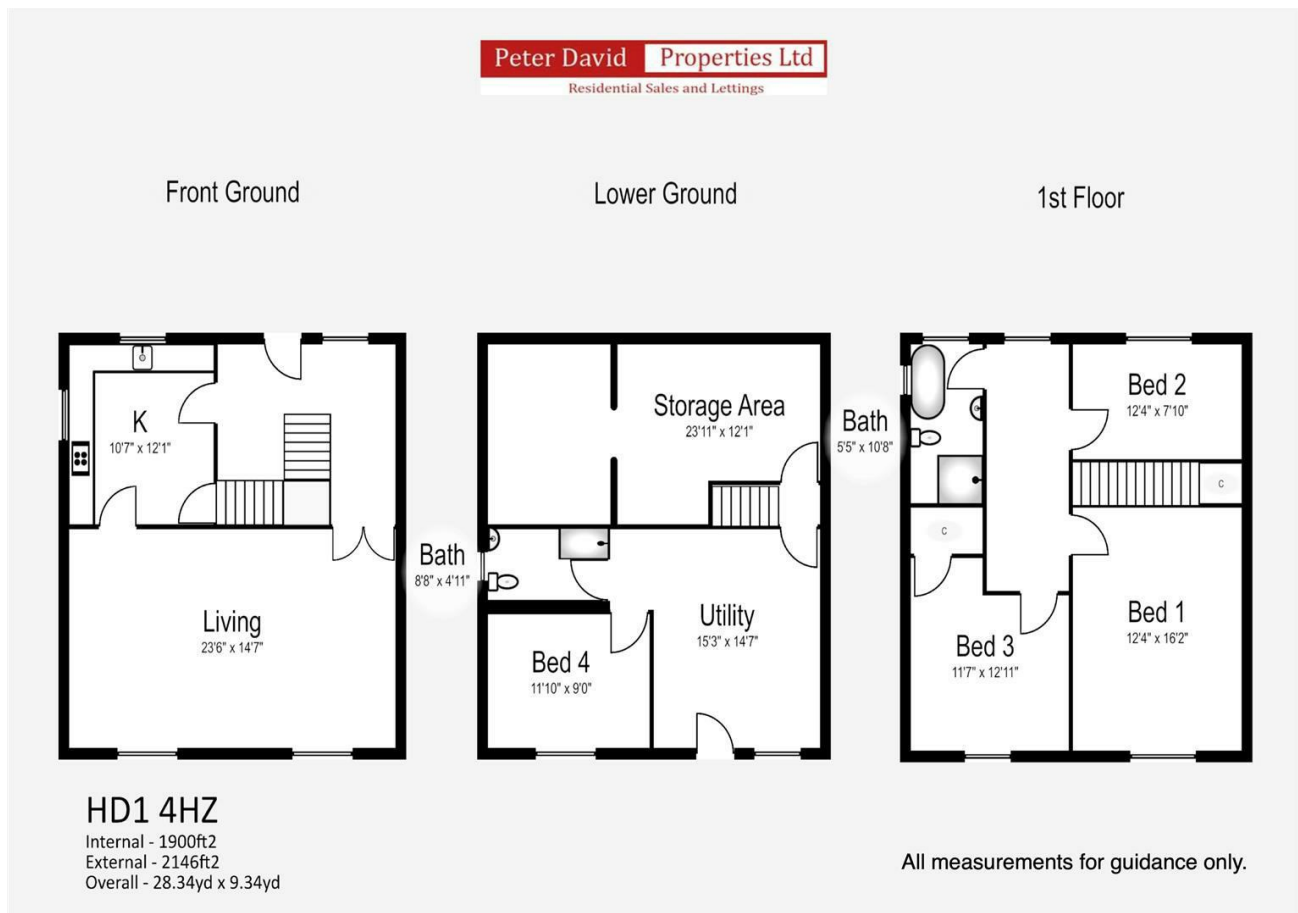 Peter David Properties Ltd
Residential Sales and Lettings
Front Ground
Lower Ground
1st Floor
K
10'7" x 12'1"
Living
23'6" x 14'7"
Storage Area
23'11" x 12'1"
Bath
8'8" x 4'11"
Utility
15'3" x 14'7"
Bed 4
11'10" x 9'0"
Bath
5'5" x 10'8"
Bed 2
12'4" x 7'10"
C
C
Bed 1
12'4" x 16'2"
Bed 3
11'7" x 12'11"
HD1 4HZ
Internal - 1900ft2
External - 2146ft2
Overall - 28.34yd x 9.34yd
All measurements for guidance only.